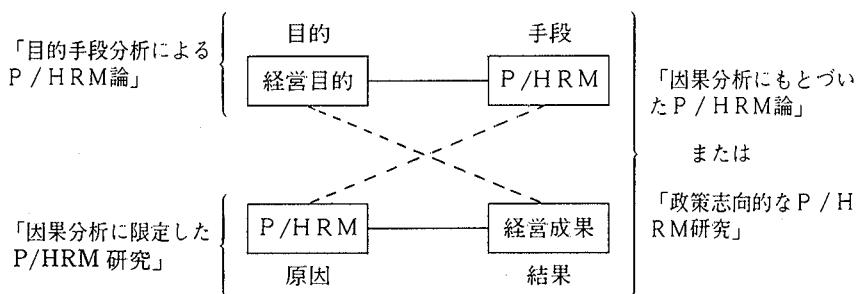 目的
手段
「目的手段分析による
P/HRM論」
経営目的
P/HRM
「因果分析にもとづい
たP/HRM論」
または
「政策志向的なP/H
RM研究」
「因果分析に限定した
P/HRM研究」
P/HRM
経営成果
原因
結果